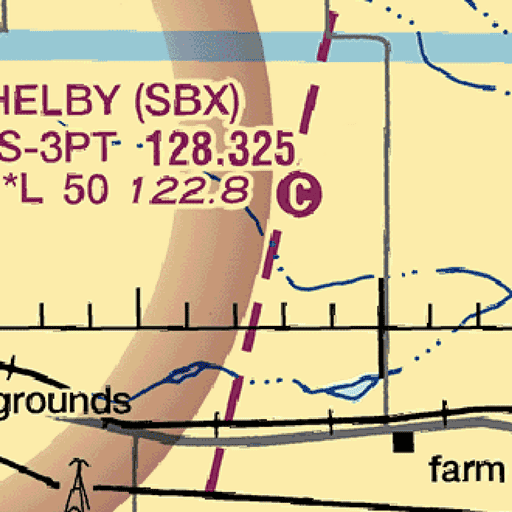 HELBY (SBX)
S-3PT 128.325
*L 50 122.8 C
grounds
farm